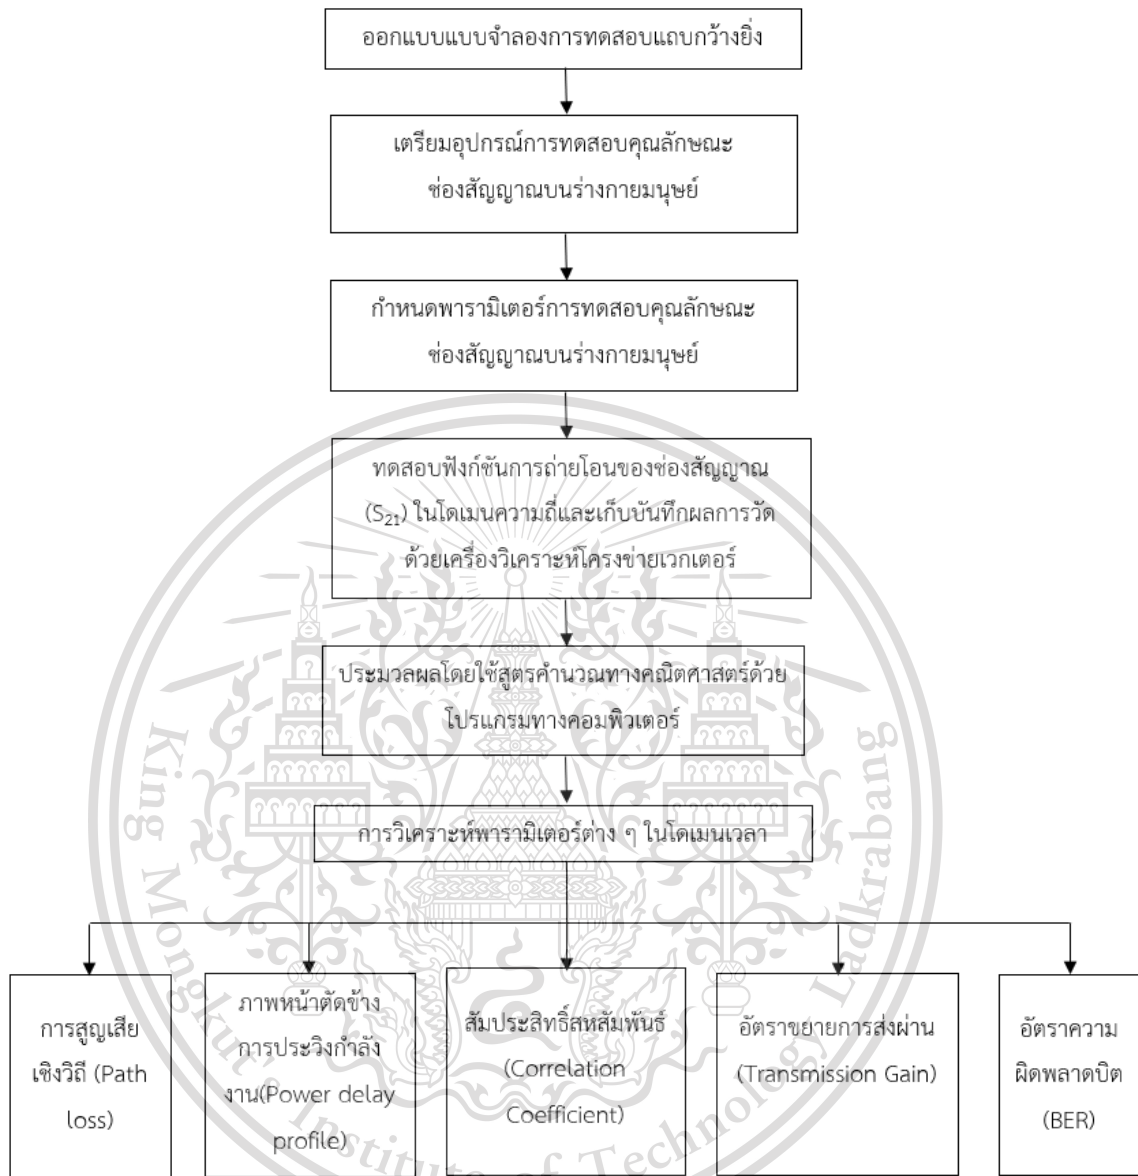 ออกแบบแบบจำลองการทดสอบแถบกว้างยิ่ง
เตรียมอุปกรณ์การทดสอบคุณลักษณะ
ช่องสัญญาณบนร่างกายมนุษย์
กำหนดพารามิเตอร์การทดสอบคุณลักษณะ
ช่องสัญญาณบนร่างกายมนุษย์
ทดสอบฟังก์ชันการถ่ายโอนของช่องสัญญาณ
(S₂₁) ในโดเมนความถี่และเก็บบันทึกผลการวัด
ด้วยเครื่องวิเคราะห์โครงข่ายเวกเตอร์
ประมวลผลโดยใช้สูตรคำนวณทางคณิตศาสตร์ด้วย
โปรแกรมทางคอมพิวเตอร์
การวิเคราะห์พารามิเตอร์ต่าง ๆ ในโดเมนเวลา
การสูญเสีย
เชิงวิถี (Path
loss)
ภาพหน้าตัดข้าง
การประวิงกำลัง
งาน(Power delay
profile)
สัมประสิทธิ์สหสัมพันธ์
(Correlation
Coefficient)
อัตราขยายการส่งผ่าน
(Transmission Gain)
อัตราความ
ผิดพลาดบิต
(BER)
King Mongkut's Institute of Technology Ladkrabang